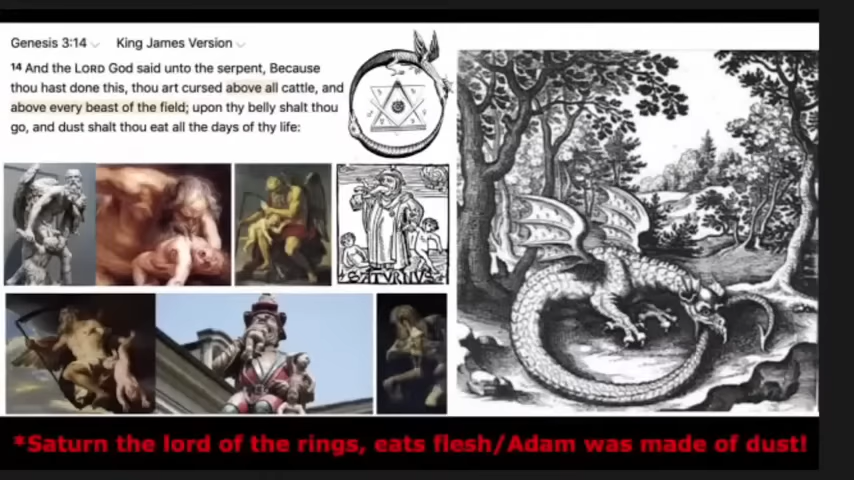 Genesis 3:14 King James Version
14 And the LORD God said unto the serpent, Because
thou hast done this, thou art cursed above all cattle, and
above every beast of the field; upon thy belly shalt thou
go, and dust shalt thou eat all the days of thy life:
SATVRNVS
*Saturn the lord of the rings, eats flesh/Adam was made of dust!